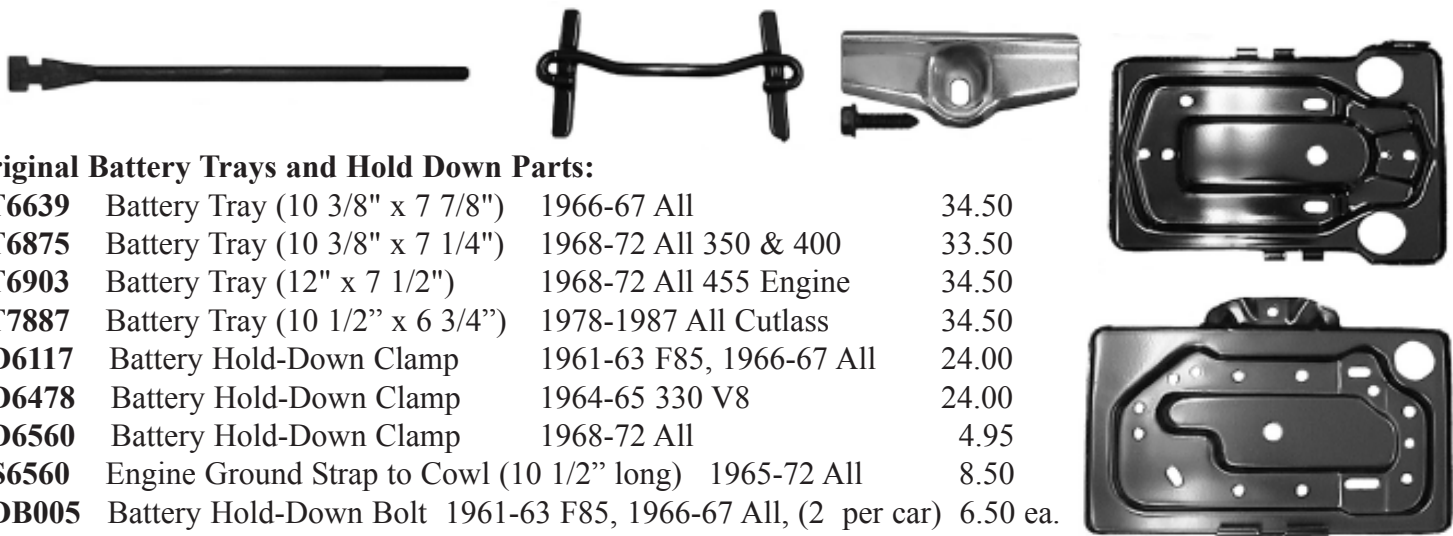 riginal Battery Trays and Hold Down Parts:
T6639 Battery Tray (10 3/8" x 7 7/8") 1966-67 All 34.50
T6875 Battery Tray (10 3/8" x 7 1/4") 1968-72 All 350 & 400 33.50
T6903 Battery Tray (12" x 7 1/2") 1968-72 All 455 Engine 34.50
T7887 Battery Tray (10 1/2” x 6 3/4”) 1978-1987 All Cutlass 34.50
D6117 Battery Hold-Down Clamp 1961-63 F85, 1966-67 All 24.00
D6478 Battery Hold-Down Clamp 1964-65 330 V8 24.00
D6560 Battery Hold-Down Clamp 1968-72 All 4.95
S6560 Engine Ground Strap to Cowl (10 1/2” long) 1965-72 All 8.50
DB005 Battery Hold-Down Bolt 1961-63 F85, 1966-67 All, (2 per car) 6.50 ea.